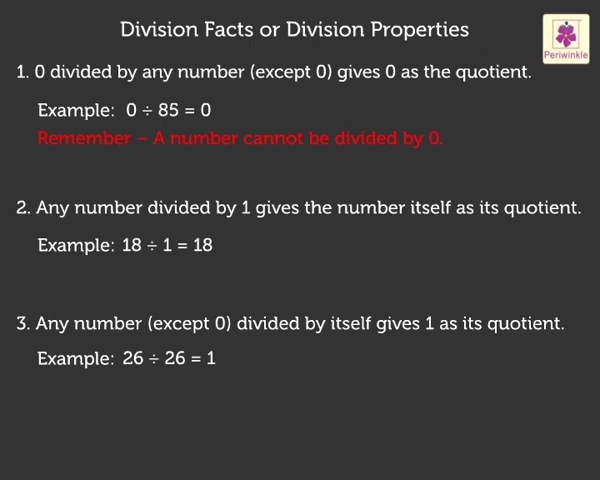 Division Facts or Division Properties
Periwinkle
1. 0 divided by any number (except 0) gives 0 as the quotient.
Example: 0 ÷ 85 = 0
Remember – A number cannot be divided by 0.
2. Any number divided by 1 gives the number itself as its quotient.
Example: 18 ÷ 1 = 18
3. Any number (except 0) divided by itself gives 1 as its quotient.
Example: 26 ÷ 26 = 1